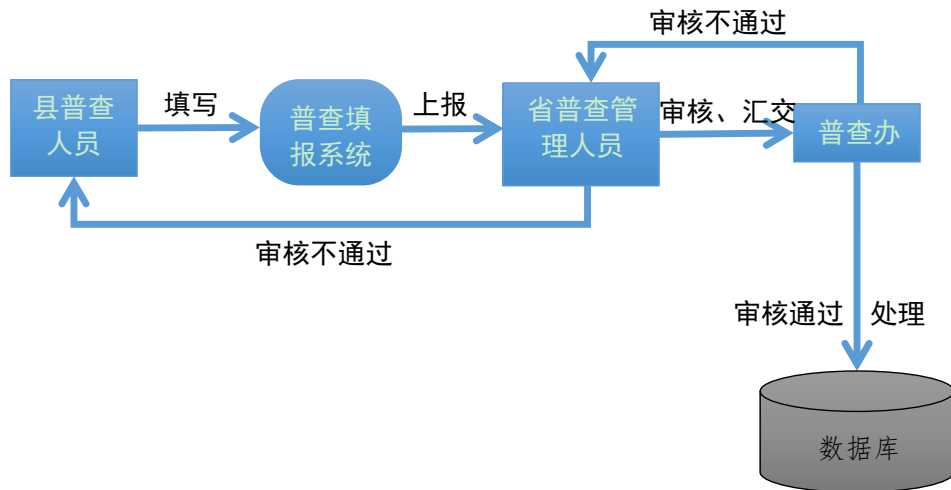 审核不通过
县普查
人员
填写
普查填
报系统
上报
省普查管
理人员
审核、汇交
普查办
审核不通过
审核通过
处理
数据库